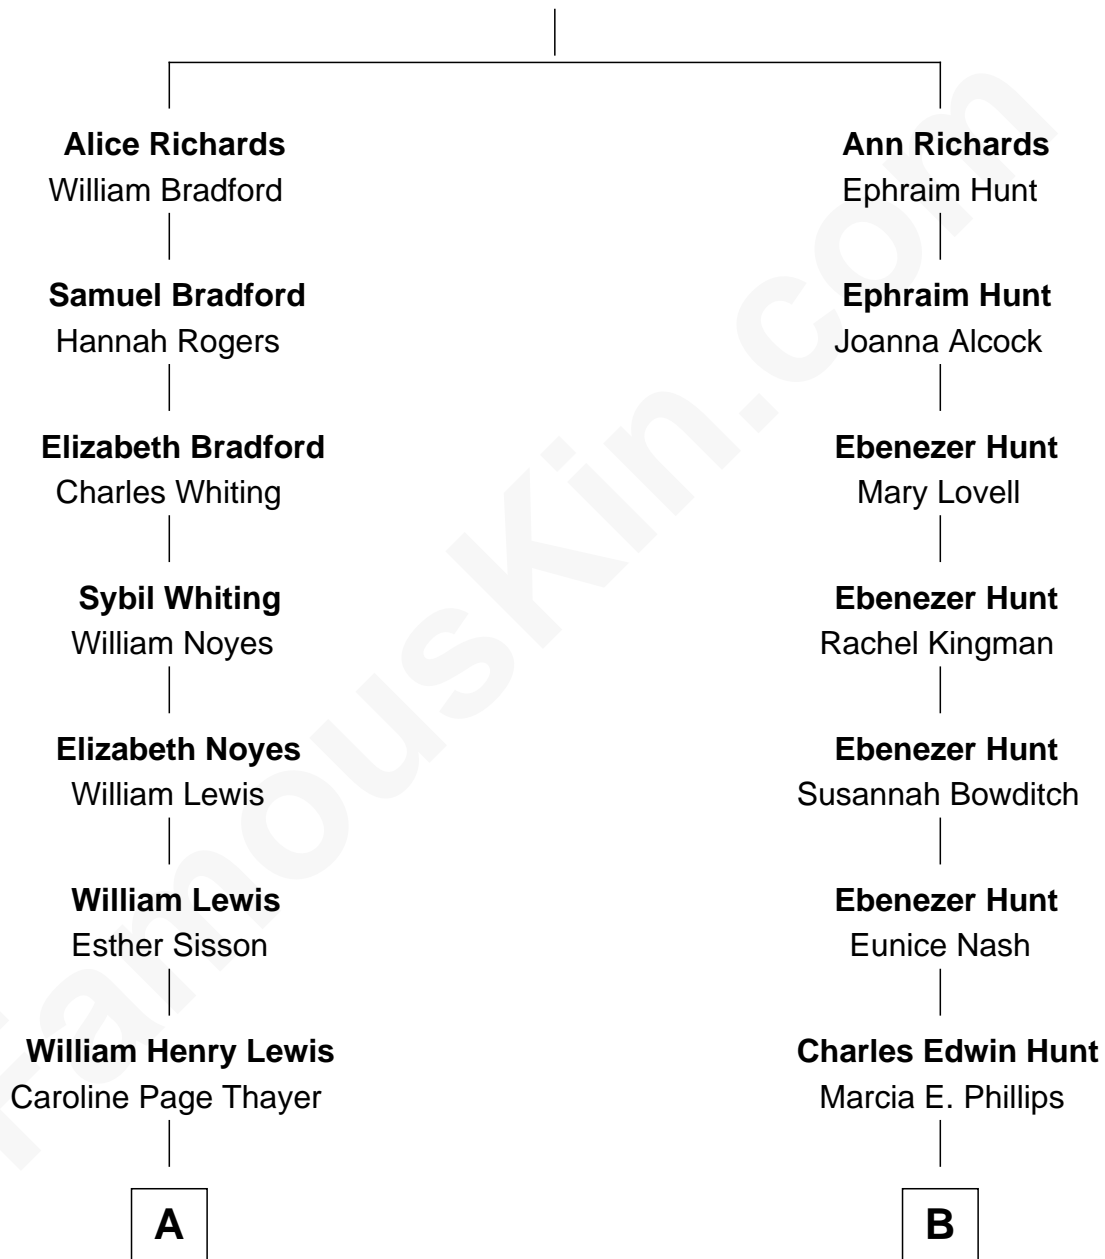 Alice Richards
William Bradford
Samuel Bradford
Hannah Rogers
Elizabeth Bradford
Charles Whiting
Sybil Whiting
William Noyes
Elizabeth Noyes
William Lewis
William Lewis
Esther Sisson
William Henry Lewis
Caroline Page Thayer
A
Ann Richards
Ephraim Hunt
Ephraim Hunt
Joanna Alcock
Ebenezer Hunt
Mary Lovell
Ebenezer Hunt
Rachel Kingman
Ebenezer Hunt
Susannah Bowditch
Ebenezer Hunt
Eunice Nash
Charles Edwin Hunt
Marcia E. Phillips
B
FamousKin.com